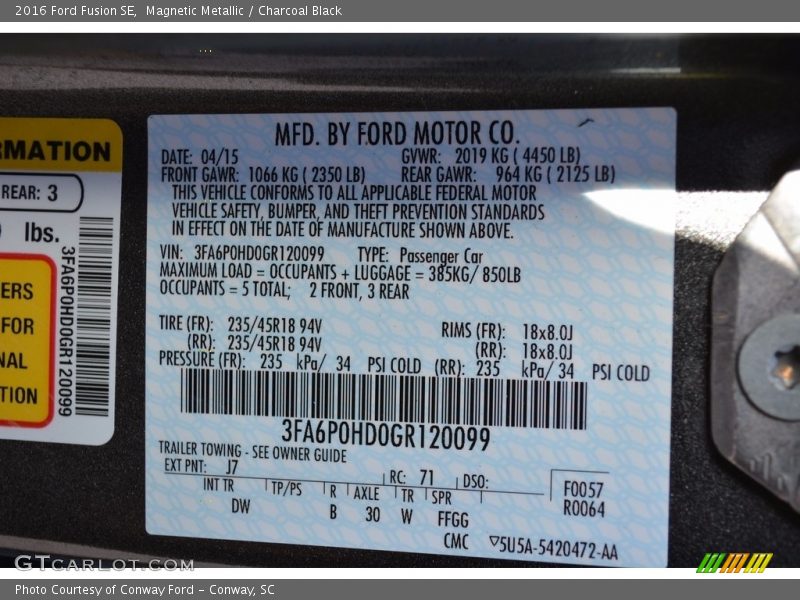 2016 Ford Fusion SE, Magnetic Metallic / Charcoal Black
RMATION
REAR: 3
lbs.
ERS
FOR
NAL
TION
3FA6P0HD0GR120099
MFD. BY FORD MOTOR CO.
DATE: 04/15 GVWR: 2019 KG ( 4450 LB)
FRONT GAWR: 1066 KG ( 2350 LB) REAR GAWR: 964 KG ( 2125 LB)
THIS VEHICLE CONFORMS TO ALL APPLICABLE FEDERAL MOTOR
VEHICLE SAFETY, BUMPER, AND THEFT PREVENTION STANDARDS
IN EFFECT ON THE DATE OF MANUFACTURE SHOWN ABOVE.
VIN: 3FA6P0HD0GR120099 TYPE: Passenger Car
MAXIMUM LOAD = OCCUPANTS + LUGGAGE = 385KG/ 850LB
OCCUPANTS = 5 TOTAL; 2 FRONT, 3 REAR
TIRE (FR): 235/45R18 94V RIMS (FR): 18x8.0J
(RR): 235/45R18 94V (RR): 18x8.0J
PRESSURE (FR): 235 kPa/ 34 PSI COLD (RR): 235 kPa/ 34 PSI COLD
3FA6P0HD0GR120099
TRAILER TOWING - SEE OWNER GUIDE
EXT PNT: J7 RC: 71 DSO:
INT TR TP/PS R AXLE TR SPR F0057
DW B 30 W FFGG R0064
CMC ▽5U5A-5420472-AA
GTCARLOT.COM
Photo Courtesy of Conway Ford – Conway, SC